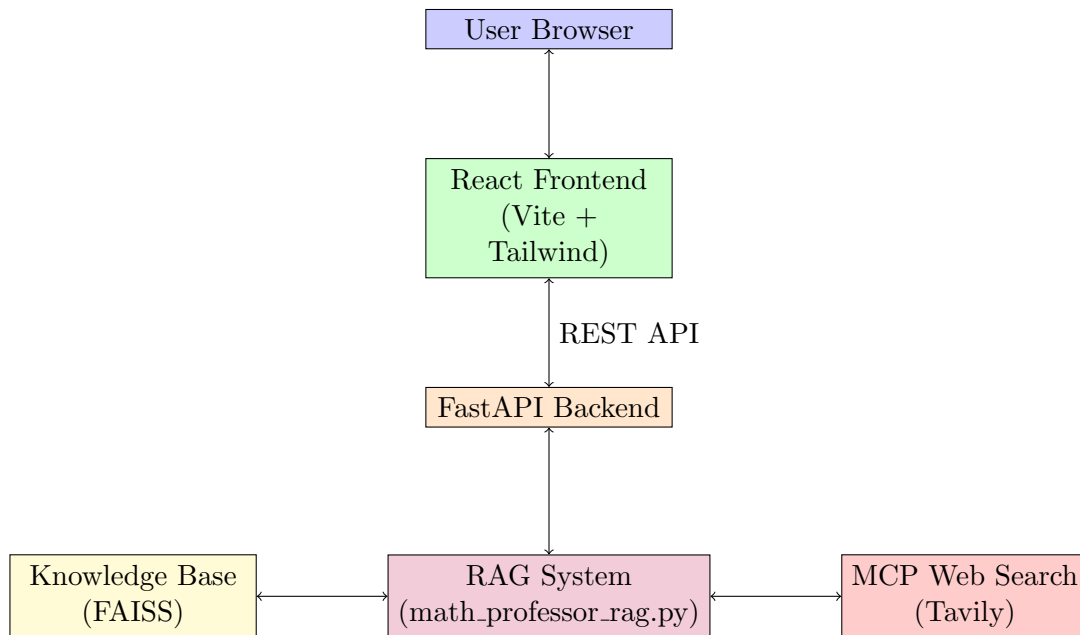 User Browser
React Frontend
(Vite +
Tailwind)
REST API
FastAPI Backend
Knowledge Base
(FAISS)
RAG System
(math_professor_rag.py)
MCP Web Search
(Tavily)